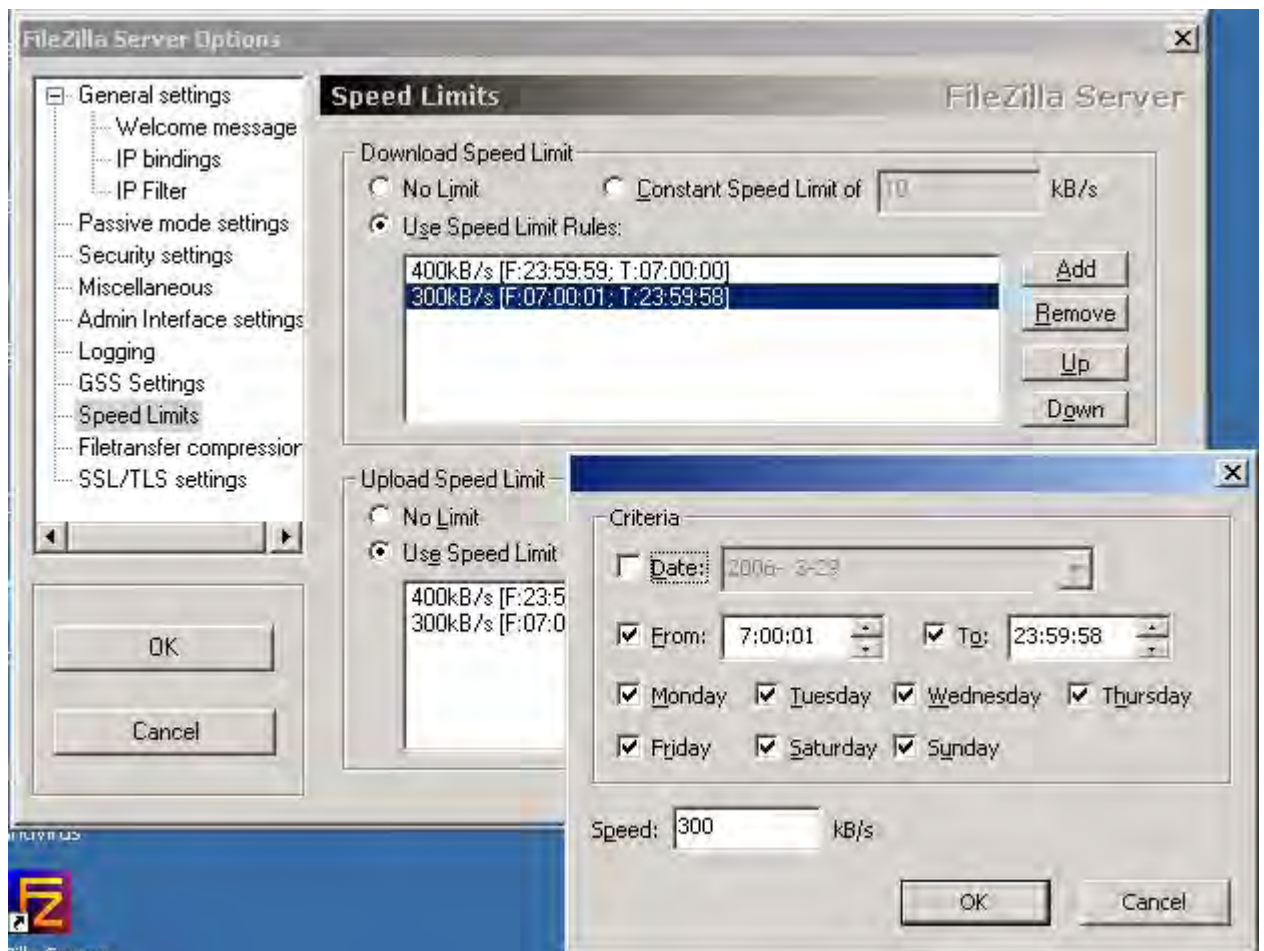 FileZilla Server Options
General settings
Welcome message
IP bindings
IP Filter
Passive mode settings
Security settings
Miscellaneous
Admin Interface settings
Logging
GSS Settings
Speed Limits
Filetransfer compression
SSL/TLS settings
OK
Cancel
Speed Limits
FileZilla Server
Download Speed Limit
No Limit
Constant Speed Limit of 10 kB/s
Use Speed Limit Rules:
400kB/s [F:23:59:59; T:07:00:00]
300kB/s [F:07:00:01; T:23:59:58]
Add
Remove
Up
Down
Upload Speed Limit
No Limit
Use Speed Limit
400kB/s [F:23:5
300kB/s [F:07:0
Criteria
Date: 2006- 3-29
From: 7:00:01 To: 23:59:58
Monday Tuesday Wednesday Thursday
Friday Saturday Sunday
Speed: 300 kB/s
OK Cancel
FZ